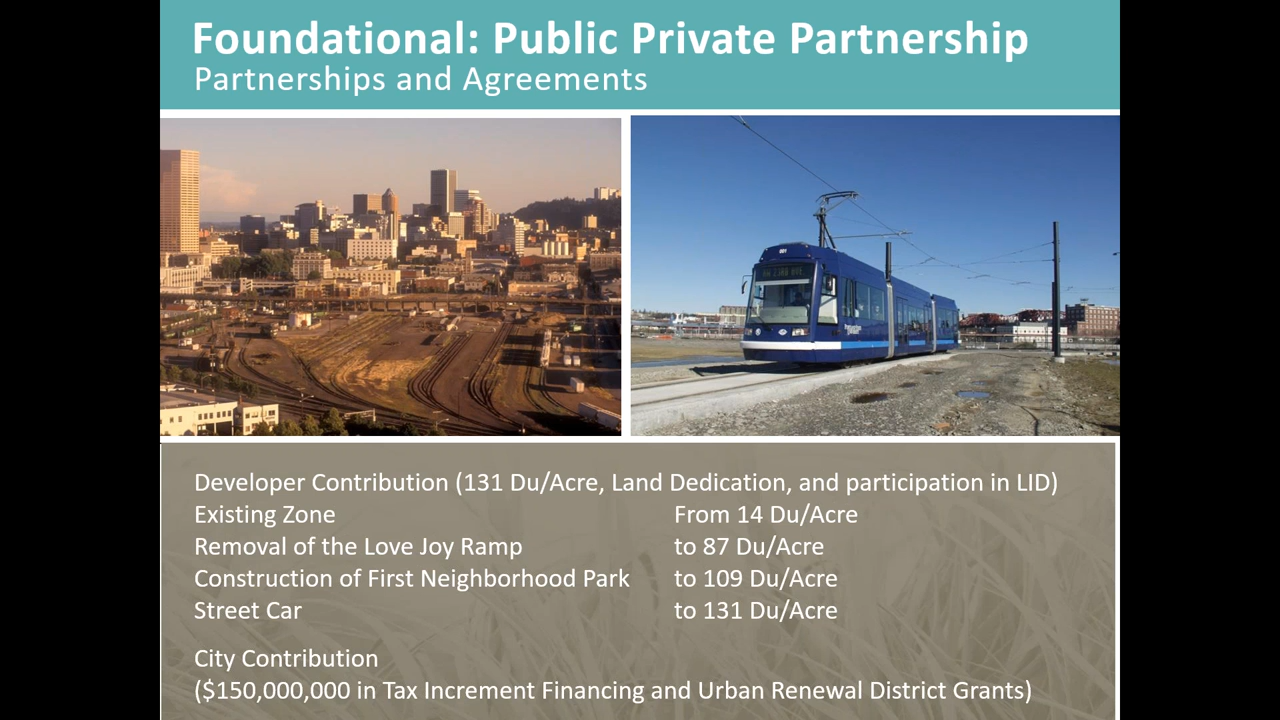 Foundational: Public Private Partnership
Partnerships and Agreements
001
Developer Contribution (131 Du/Acre, Land Dedication, and participation in LID)
Existing Zone From 14 Du/Acre
Removal of the Love Joy Ramp to 87 Du/Acre
Construction of First Neighborhood Park to 109 Du/Acre
Street Car to 131 Du/Acre
City Contribution
($150,000,000 in Tax Increment Financing and Urban Renewal District Grants)